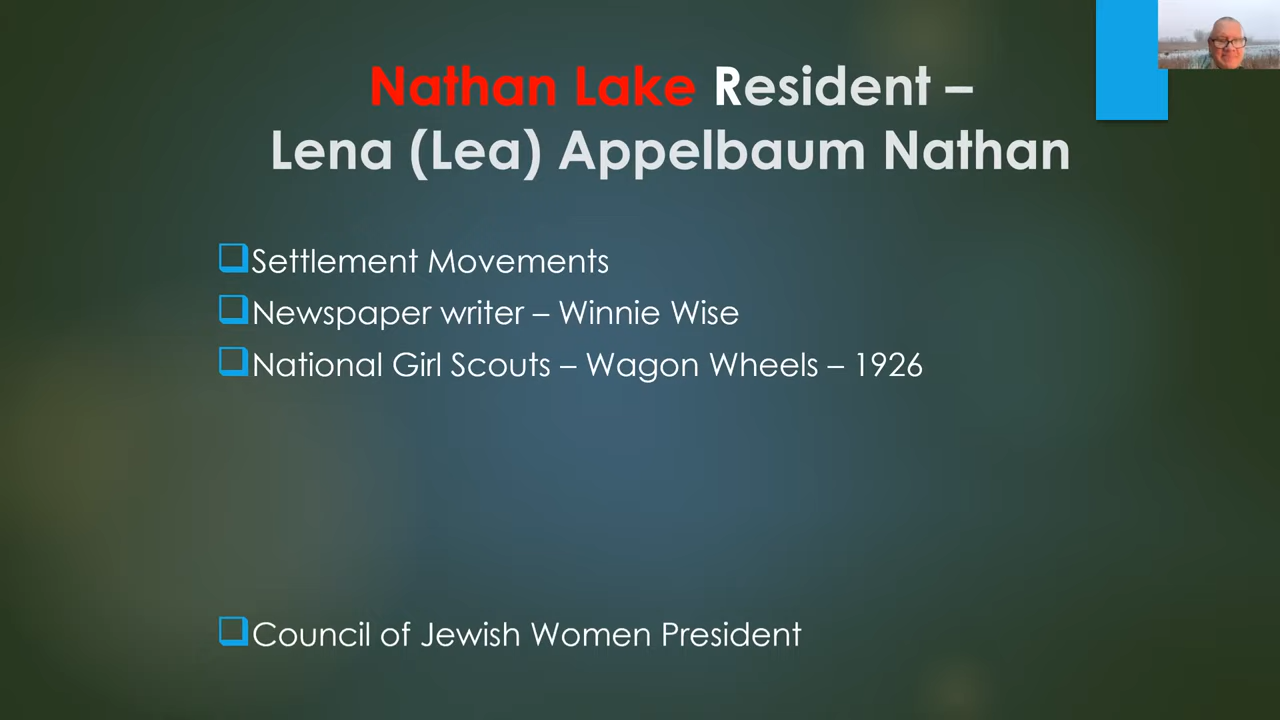 Nathan Lake Resident –
Lena (Lea) Appelbaum Nathan
Settlement Movements
Newspaper writer – Winnie Wise
National Girl Scouts – Wagon Wheels – 1926
Council of Jewish Women President